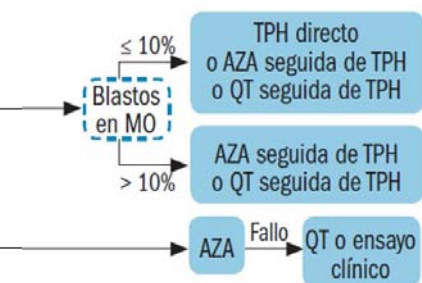 ≤ 10%
TPH directo
o AZA seguida de TPH
o QT seguida de TPH
Blastos
en MO
> 10%
AZA seguida de TPH
o QT seguida de TPH
AZA
Fallo
QT o ensayo
clínico